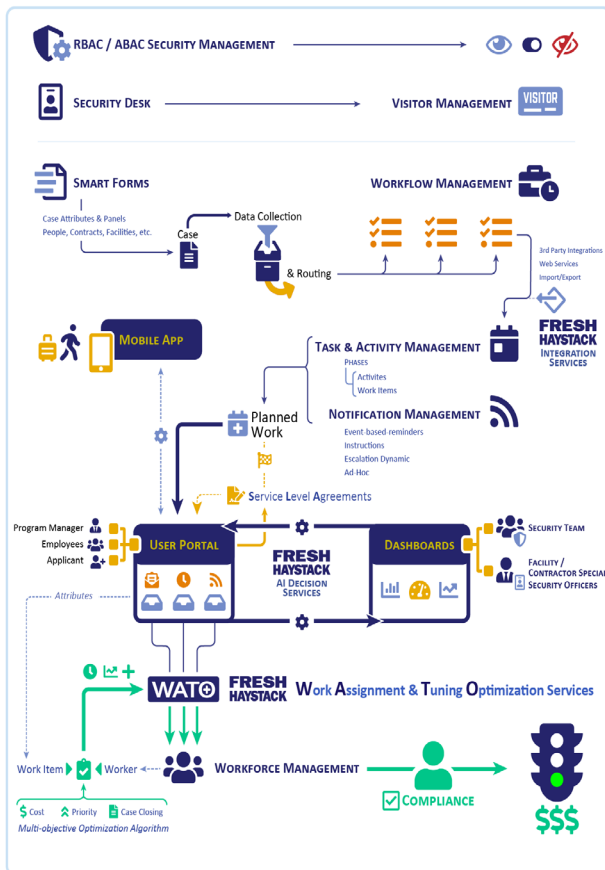 RBAC / ABAC Security Management
Security Desk
Visitor Management
VISITOR
Smart Forms
Case Attributes & Panels
People, Contracts, Facilities, etc.
Case
Data Collection
& Routing
Workflow Management
3rd Party Integrations
Web Services
Import/Export
FRESH
HAYSTACK
Integration
Services
Mobile App
Task & Activity Management
Phases
Activites
Work Items
Notification Management
Event-based-reminders
Instructions
Escalation Dynamic
Ad-Hoc
Planned
Work
Service Level Agreements
Program Manager
Employees
Applicant
User Portal
FRESH
HAYSTACK
AI Decision
Services
Dashboards
Security Team
Facility /
Contractor Special
Security Officers
Attributes
WATO
FRESH
HAYSTACK
Work Assignment & Tuning Optimization Services
Work Item
Worker
Workforce Management
Compliance
$ Cost
Priority
Case Closing
Multi-objective Optimization Algorithm
$$$